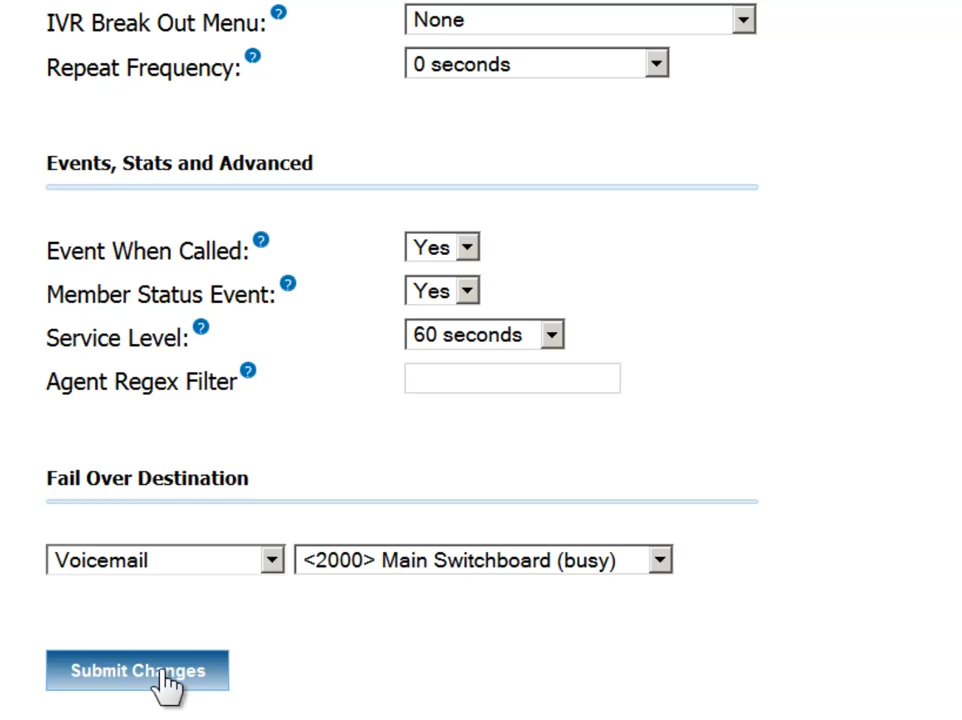 IVR Break Out Menu: ? None
Repeat Frequency: ? 0 seconds
Events, Stats and Advanced
Event When Called: ? Yes
Member Status Event: ? Yes
Service Level: ? 60 seconds
Agent Regex Filter ?
Fail Over Destination
Voicemail <2000> Main Switchboard (busy)
Submit Changes